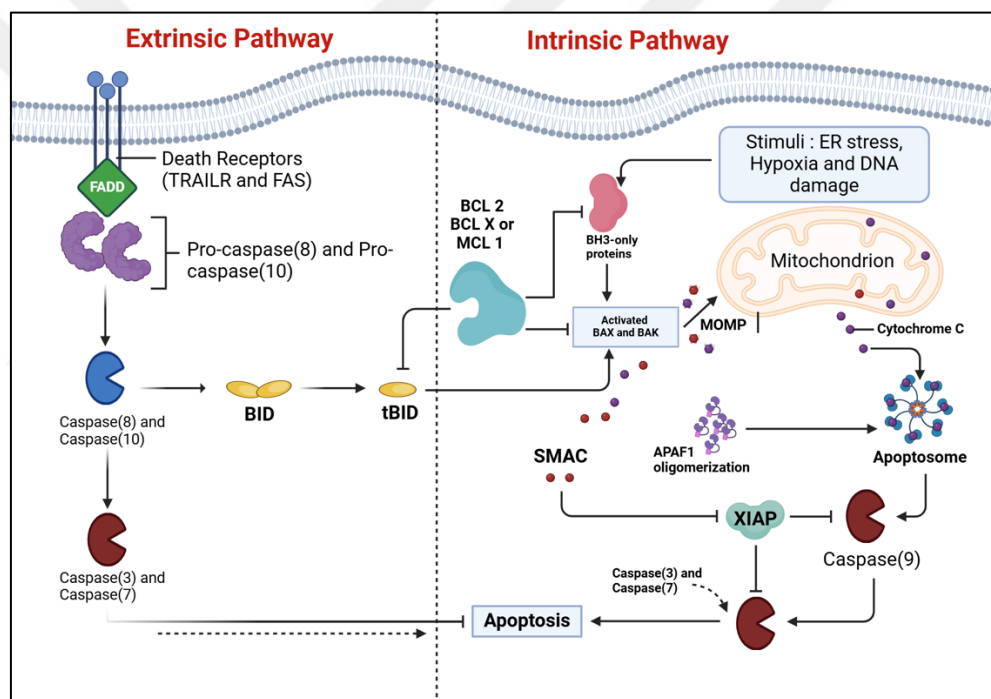 Extrinsic Pathway
Intrinsic Pathway
Death Receptors
(TRAILR and FAS)
FADD
Pro-caspase(8) and Pro-
caspase(10)
Caspase(8) and
Caspase(10)
BID
tBID
Caspase(3) and
Caspase(7)
Stimuli : ER stress,
Hypoxia and DNA
damage
BCL 2
BCL X or
MCL 1
BH3-only
proteins
Activated
BAX and BAK
MOMP
Mitochondrion
Cytochrome C
SMAC
APAF1
oligomerization
Apoptosome
XIAP
Caspase(9)
Caspase(3) and
Caspase(7)
Apoptosis